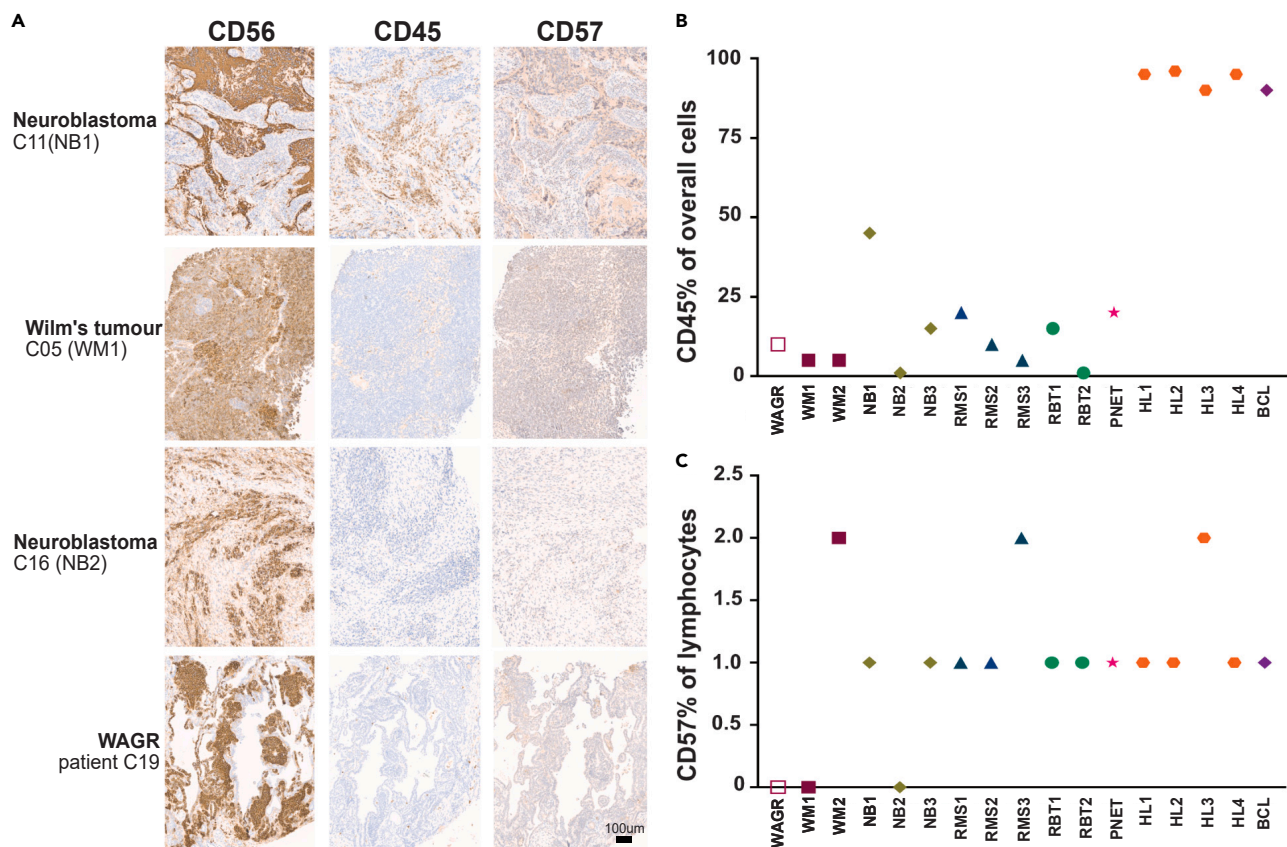 A
CD56 CD45 CD57
Neuroblastoma
C11(NB1)
Wilm's tumour
C05 (WM1)
Neuroblastoma
C16 (NB2)
WAGR
patient C19
100um
B
CD45% of overall cells
100
75
50
25
0
WAGR WM1 WM2 NB1 NB2 NB3 RMS1 RMS2 RMS3 RBT1 RBT2 PNET HL1 HL2 HL3 HL4 BCL
C
CD57% of lymphocytes
2.5
2.0
1.5
1.0
0.5
0
WAGR WM1 WM2 NB1 NB2 NB3 RMS1 RMS2 RMS3 RBT1 RBT2 PNET HL1 HL2 HL3 HL4 BCL